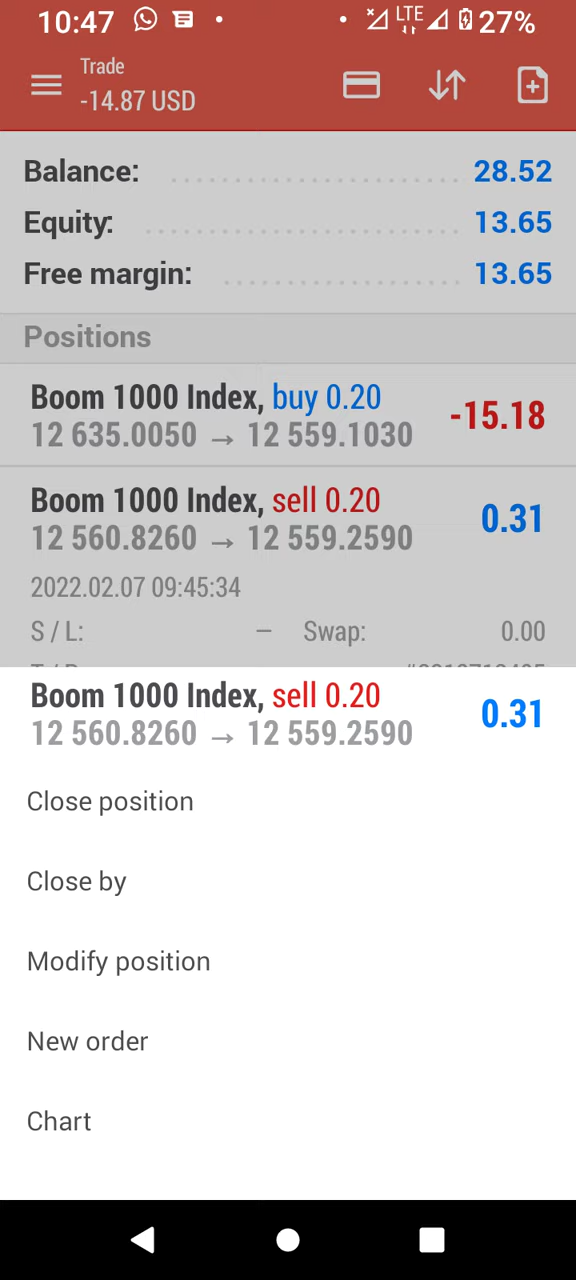 10:47 LTE 27%
Trade
-14.87 USD
Balance: 28.52
Equity: 13.65
Free margin: 13.65
Positions
Boom 1000 Index, buy 0.20
-15.18
12 635.0050 → 12 559.1030
Boom 1000 Index, sell 0.20
0.31
12 560.8260 → 12 559.2590
2022.02.07 09:45:34
S / L: – Swap: 0.00
Boom 1000 Index, sell 0.20
0.31
12 560.8260 → 12 559.2590
Close position
Close by
Modify position
New order
Chart